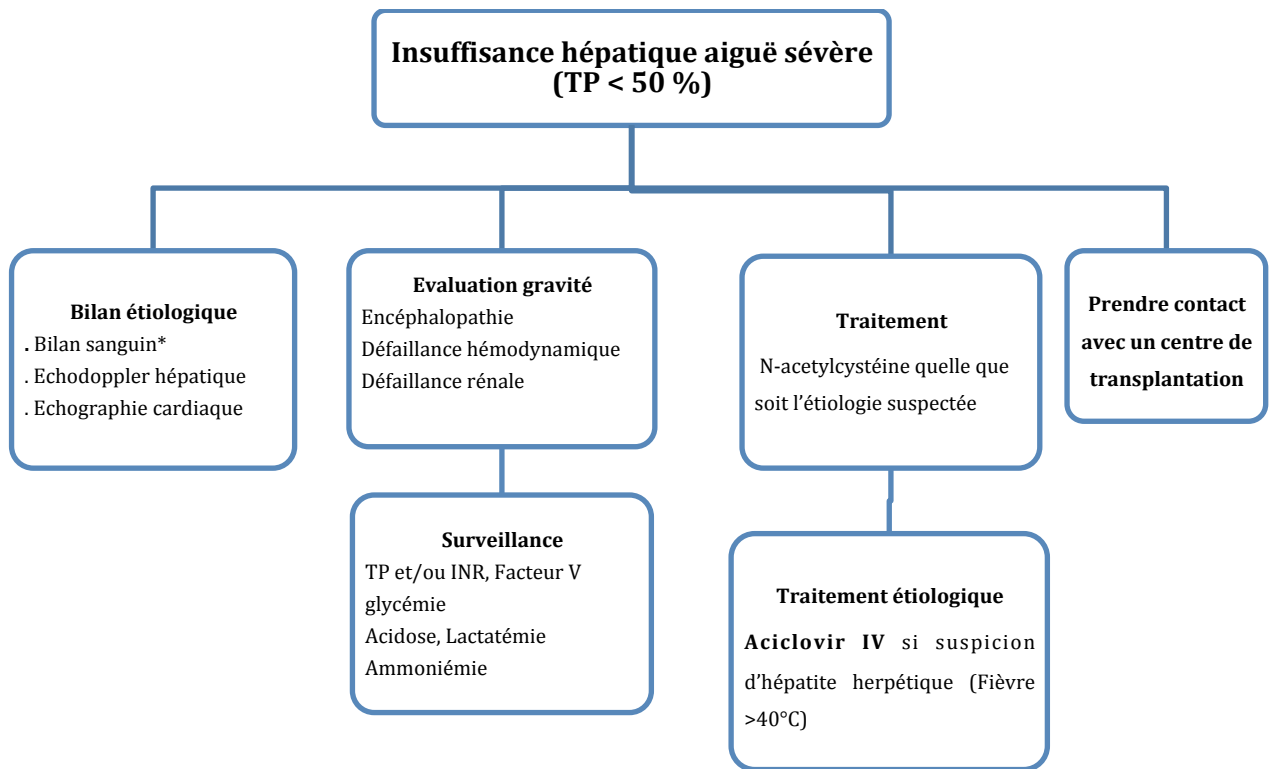 Insuffisance hépatique aiguë sévère
(TP < 50 %)
Bilan étiologique
. Bilan sanguin*
. Echodoppler hépatique
. Echographie cardiaque
Evaluation gravité
Encéphalopathie
Défaillance hémodynamique
Défaillance rénale
Surveillance
TP et/ou INR, Facteur V
glycémie
Acidose, Lactatémie
Ammoniémie
Traitement
N-acetylcystéine quelle que
soit l’étiologie suspectée
Traitement étiologique
Aciclovir IV si suspicion
d’hépatite herpétique (Fièvre
>40°C)
Prendre contact
avec un centre de
transplantation